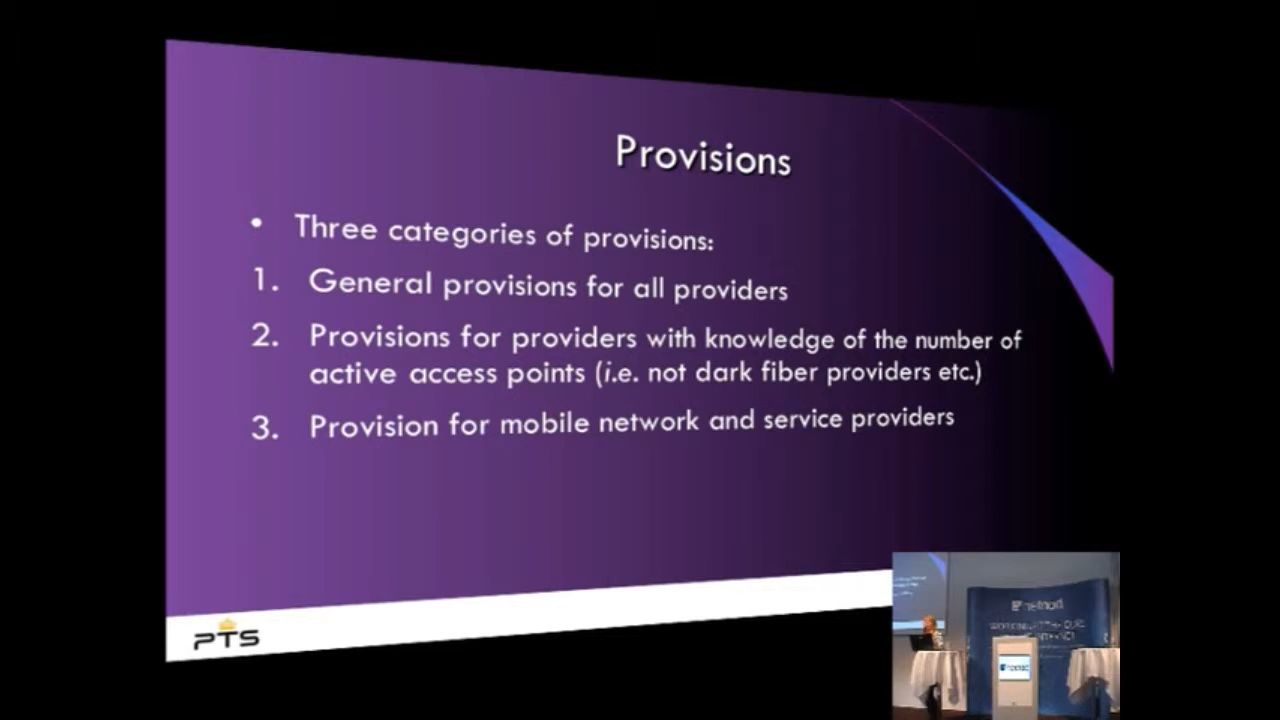 Provisions
• Three categories of provisions:
1. General provisions for all providers
2. Provisions for providers with knowledge of the number of
active access points (i.e. not dark fiber providers etc.)
3. Provision for mobile network and service providers
PTS
netnod